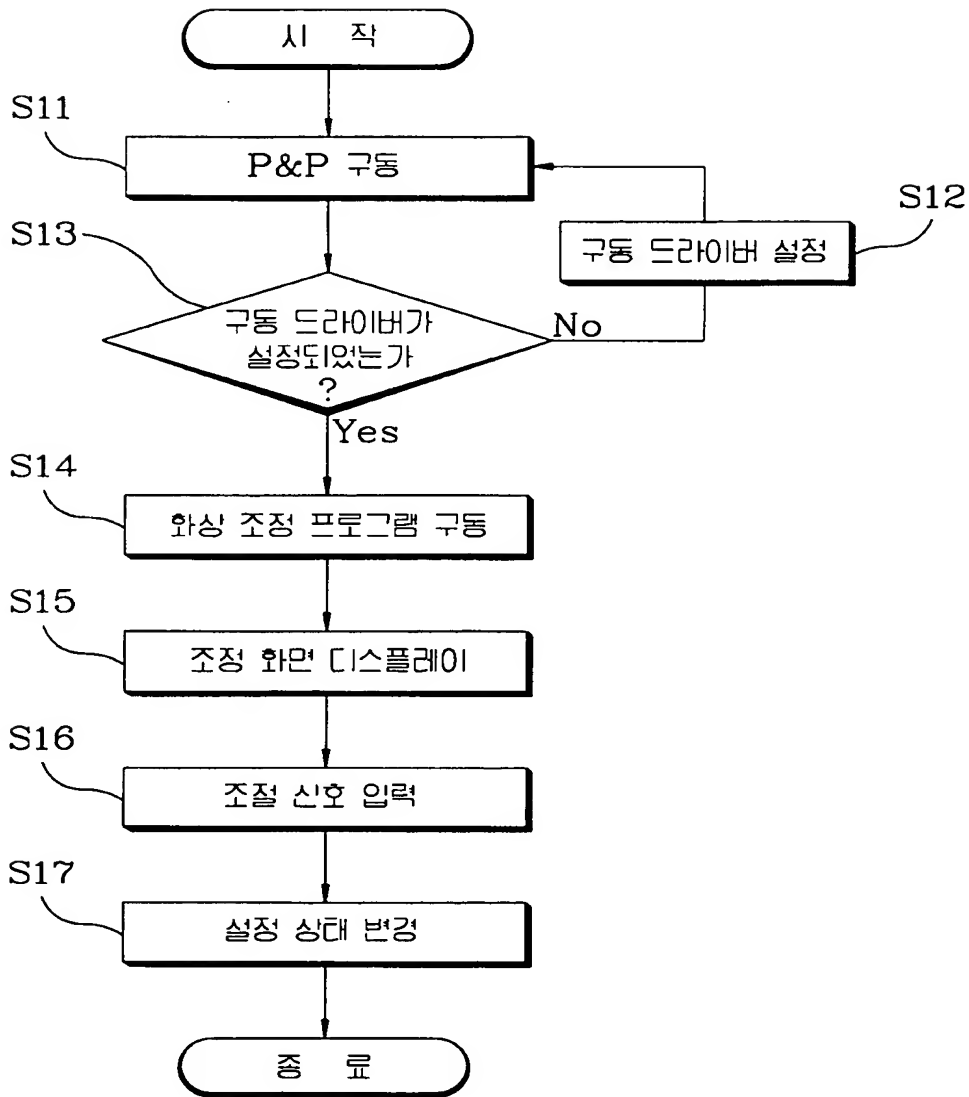 시 작
S11
P&P 구동
S12
S13
구동 드라이버 설정
구동 드라이버가
설정되었는가
?
No
Yes
S14
화상 조정 프로그램 구동
S15
조정 화면 디스플레이
S16
조절 신호 입력
S17
설정 상태 변경
종 료